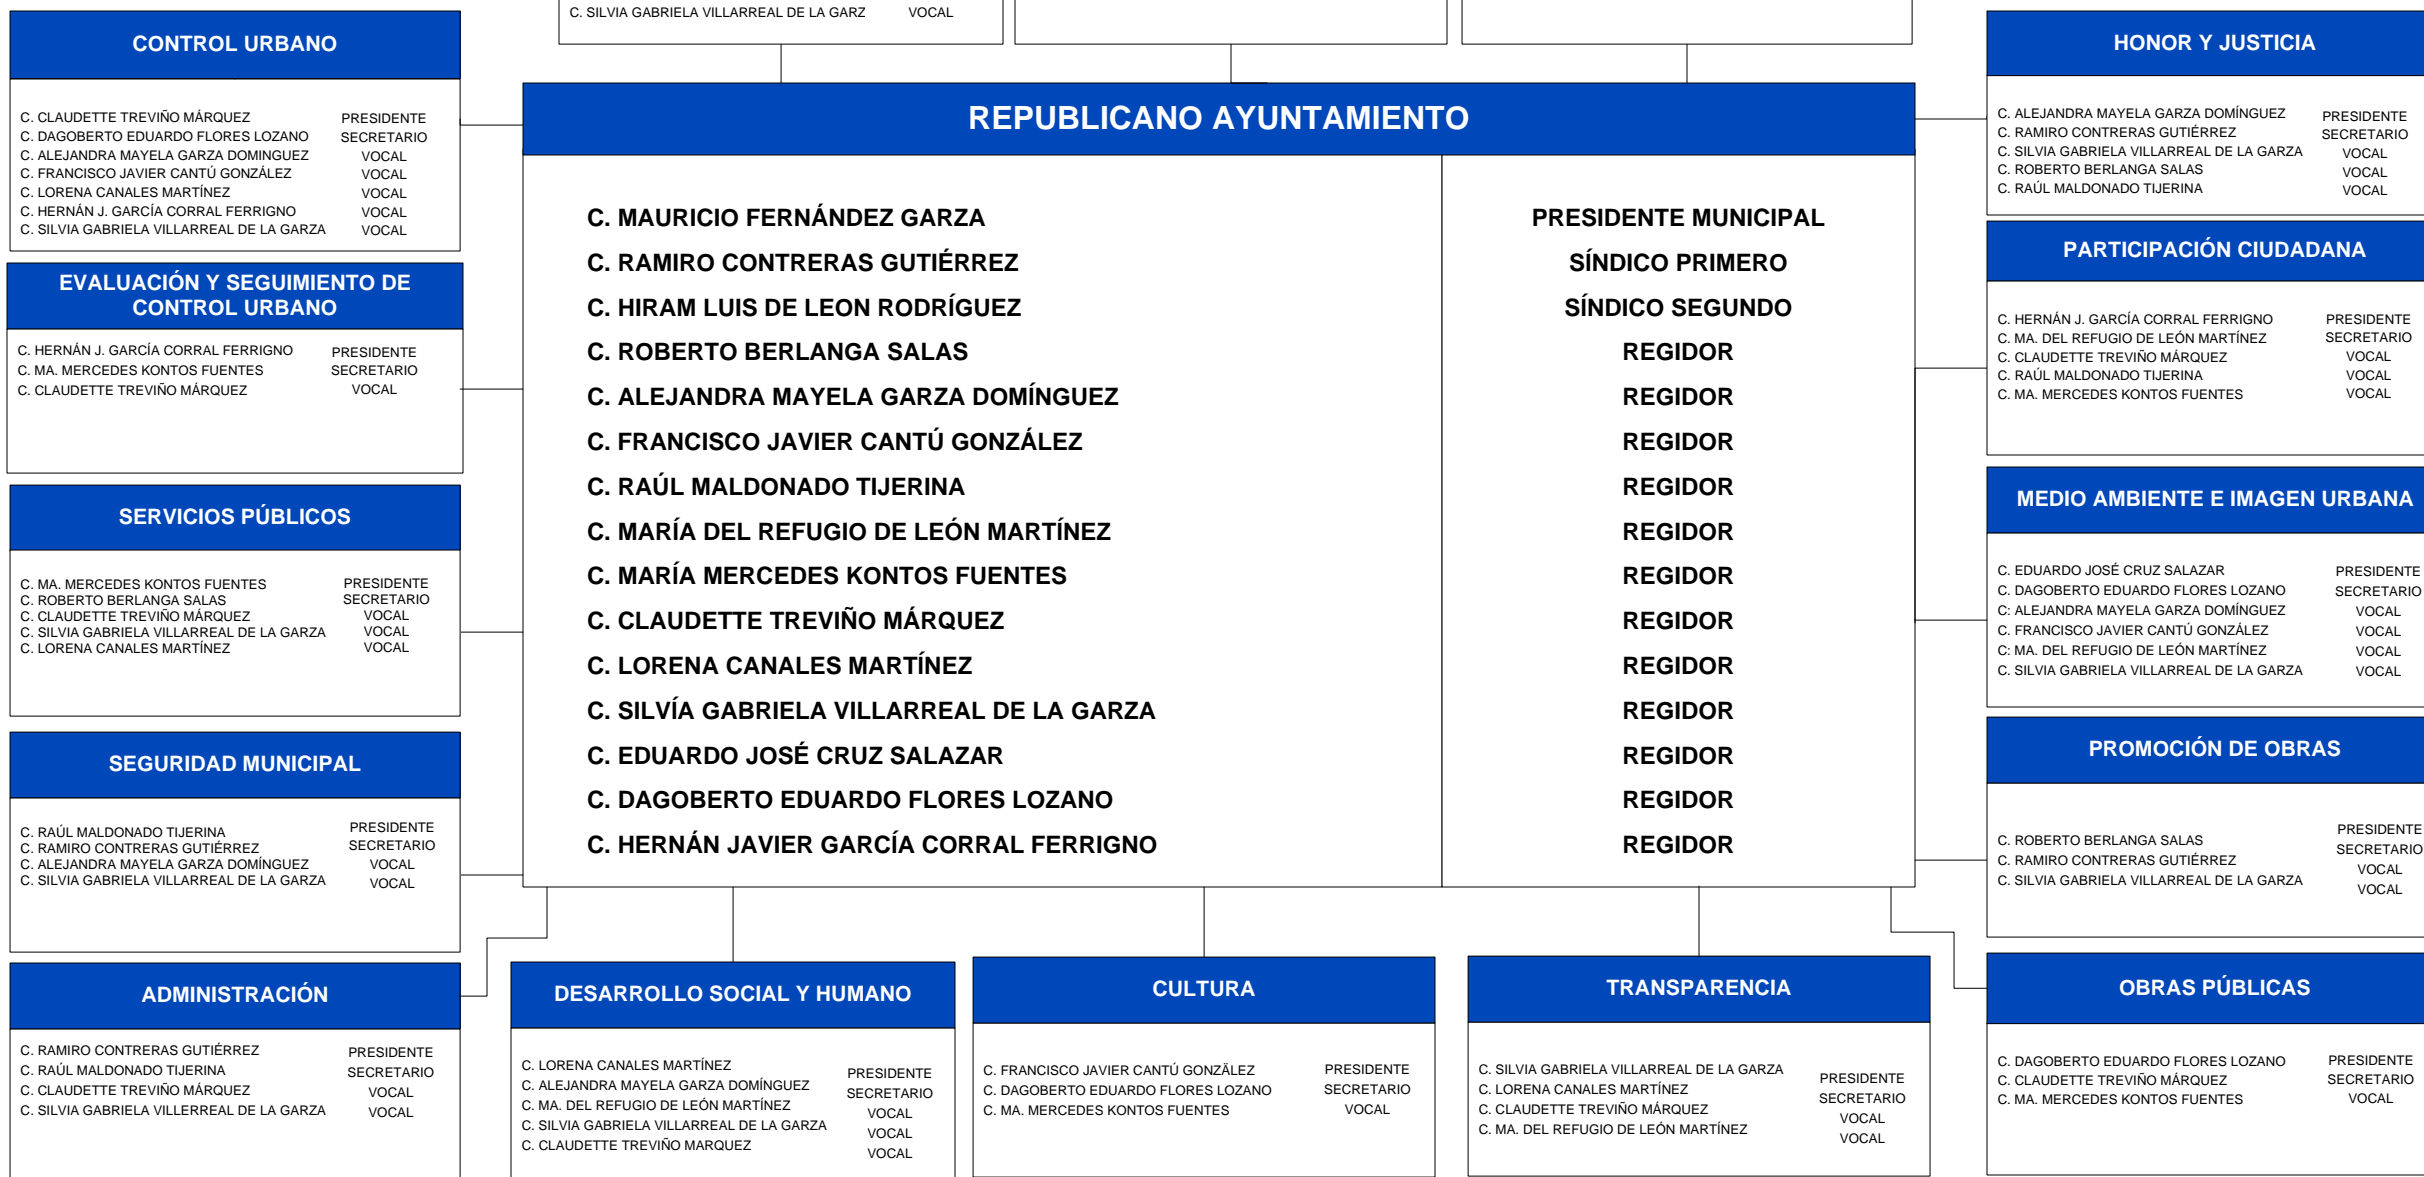 C. SILVIA GABRIELA VILLARREAL DE LA GARZ VOCAL
CONTROL URBANO
C. CLAUDETTE TREVIÑO MÁRQUEZ PRESIDENTE
C. DAGOBERTO EDUARDO FLORES LOZANO SECRETARIO
C. ALEJANDRA MAYELA GARZA DOMINGUEZ VOCAL
C. FRANCISCO JAVIER CANTÚ GONZÁLEZ VOCAL
C. LORENA CANALES MARTÍNEZ VOCAL
C. HERNÁN J. GARCÍA CORRAL FERRIGNO VOCAL
C. SILVIA GABRIELA VILLARREAL DE LA GARZA VOCAL
EVALUACIÓN Y SEGUIMIENTO DE
CONTROL URBANO
C. HERNÁN J. GARCÍA CORRAL FERRIGNO PRESIDENTE
C. MA. MERCEDES KONTOS FUENTES SECRETARIO
C. CLAUDETTE TREVIÑO MÁRQUEZ VOCAL
SERVICIOS PÚBLICOS
C. MA. MERCEDES KONTOS FUENTES PRESIDENTE
C. ROBERTO BERLANGA SALAS SECRETARIO
C. CLAUDETTE TREVIÑO MÁRQUEZ VOCAL
C. SILVIA GABRIELA VILLARREAL DE LA GARZA VOCAL
C. LORENA CANALES MARTÍNEZ VOCAL
SEGURIDAD MUNICIPAL
C. RAÚL MALDONADO TIJERINA PRESIDENTE
C. RAMIRO CONTRERAS GUTIÉRREZ SECRETARIO
C. ALEJANDRA MAYELA GARZA DOMÍNGUEZ VOCAL
C. SILVIA GABRIELA VILLARREAL DE LA GARZA VOCAL
ADMINISTRACIÓN
C. RAMIRO CONTRERAS GUTIÉRREZ PRESIDENTE
C. RAÚL MALDONADO TIJERINA SECRETARIO
C. CLAUDETTE TREVIÑO MÁRQUEZ VOCAL
C. SILVIA GABRIELA VILLERREAL DE LA GARZA VOCAL
REPUBLICANO AYUNTAMIENTO
C. MAURICIO FERNÁNDEZ GARZA PRESIDENTE MUNICIPAL
C. RAMIRO CONTRERAS GUTIÉRREZ SÍNDICO PRIMERO
C. HIRAM LUIS DE LEON RODRÍGUEZ SÍNDICO SEGUNDO
C. ROBERTO BERLANGA SALAS REGIDOR
C. ALEJANDRA MAYELA GARZA DOMÍNGUEZ REGIDOR
C. FRANCISCO JAVIER CANTÚ GONZÁLEZ REGIDOR
C. RAÚL MALDONADO TIJERINA REGIDOR
C. MARÍA DEL REFUGIO DE LEÓN MARTÍNEZ REGIDOR
C. MARÍA MERCEDES KONTOS FUENTES REGIDOR
C. CLAUDETTE TREVIÑO MÁRQUEZ REGIDOR
C. LORENA CANALES MARTÍNEZ REGIDOR
C. SILVÍA GABRIELA VILLARREAL DE LA GARZA REGIDOR
C. EDUARDO JOSÉ CRUZ SALAZAR REGIDOR
C. DAGOBERTO EDUARDO FLORES LOZANO REGIDOR
C. HERNÁN JAVIER GARCÍA CORRAL FERRIGNO REGIDOR
DESARROLLO SOCIAL Y HUMANO
C. LORENA CANALES MARTÍNEZ PRESIDENTE
C. ALEJANDRA MAYELA GARZA DOMÍNGUEZ SECRETARIO
C. MA. DEL REFUGIO DE LEÓN MARTÍNEZ VOCAL
C. SILVIA GABRIELA VILLARREAL DE LA GARZA VOCAL
C. CLAUDETTE TREVIÑO MARQUEZ VOCAL
CULTURA
C. FRANCISCO JAVIER CANTÚ GONZÄLEZ PRESIDENTE
C. DAGOBERTO EDUARDO FLORES LOZANO SECRETARIO
C. MA. MERCEDES KONTOS FUENTES VOCAL
TRANSPARENCIA
C. SILVIA GABRIELA VILLARREAL DE LA GARZA PRESIDENTE
C. LORENA CANALES MARTÍNEZ SECRETARIO
C. CLAUDETTE TREVIÑO MÁRQUEZ VOCAL
C. MA. DEL REFUGIO DE LEÓN MARTÍNEZ VOCAL
HONOR Y JUSTICIA
C. ALEJANDRA MAYELA GARZA DOMÍNGUEZ PRESIDENTE
C. RAMIRO CONTRERAS GUTIÉRREZ SECRETARIO
C. SILVIA GABRIELA VILLARREAL DE LA GARZA VOCAL
C. ROBERTO BERLANGA SALAS VOCAL
C. RAÚL MALDONADO TIJERINA VOCAL
PARTICIPACIÓN CIUDADANA
C. HERNÁN J. GARCÍA CORRAL FERRIGNO PRESIDENTE
C. MA. DEL REFUGIO DE LEÓN MARTÍNEZ SECRETARIO
C. CLAUDETTE TREVIÑO MÁRQUEZ VOCAL
C. RAÚL MALDONADO TIJERINA VOCAL
C. MA. MERCEDES KONTOS FUENTES VOCAL
MEDIO AMBIENTE E IMAGEN URBANA
C. EDUARDO JOSÉ CRUZ SALAZAR PRESIDENTE
C. DAGOBERTO EDUARDO FLORES LOZANO SECRETARIO
C: ALEJANDRA MAYELA GARZA DOMÍNGUEZ VOCAL
C. FRANCISCO JAVIER CANTÚ GONZÁLEZ VOCAL
C: MA. DEL REFUGIO DE LEÓN MARTÍNEZ VOCAL
C. SILVIA GABRIELA VILLARREAL DE LA GARZA VOCAL
PROMOCIÓN DE OBRAS
PRESIDENTE
C. ROBERTO BERLANGA SALAS SECRETARIO
C. RAMIRO CONTRERAS GUTIÉRREZ VOCAL
C. SILVIA GABRIELA VILLARREAL DE LA GARZA VOCAL
OBRAS PÚBLICAS
C. DAGOBERTO EDUARDO FLORES LOZANO PRESIDENTE
C. CLAUDETTE TREVIÑO MÁRQUEZ SECRETARIO
C. MA. MERCEDES KONTOS FUENTES VOCAL